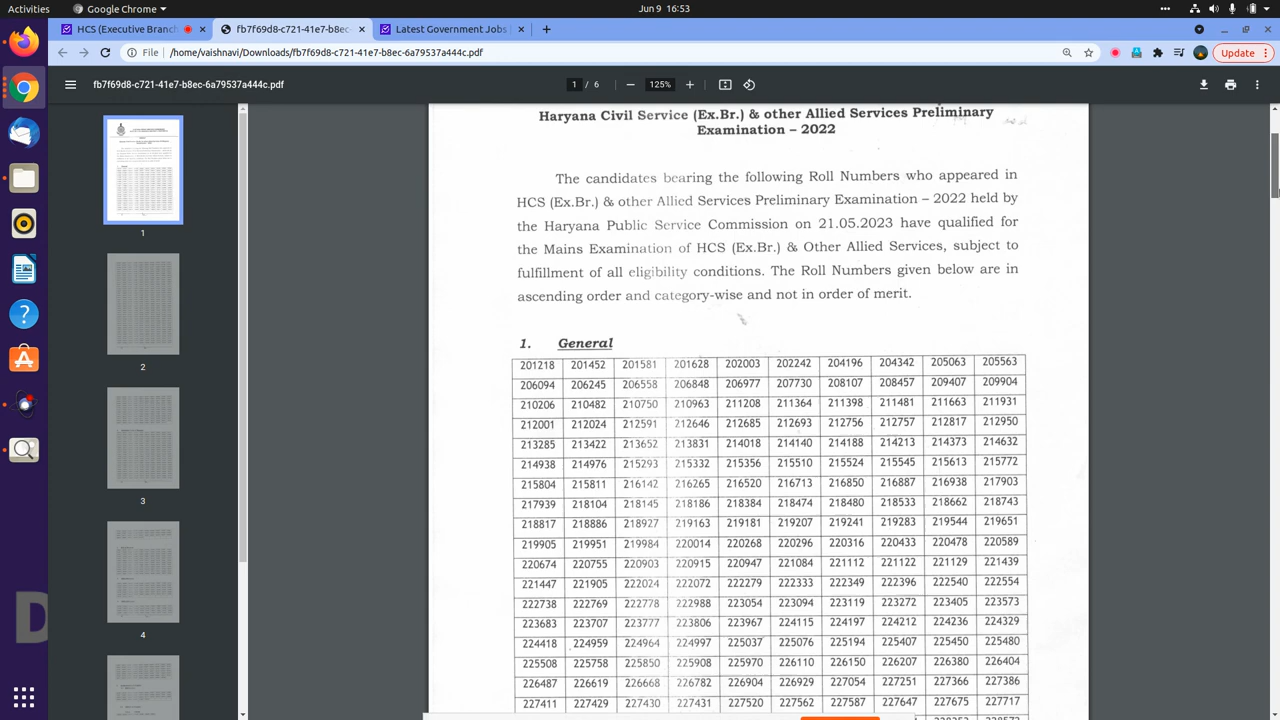 Activities
Google Chrome
Jun 9 16:53
HCS (Executive Branch
fb7f69d8-c721-41e7-b8ec-
Latest Government Jobs
File
/home/vaishnavi/Downloads/fb7f69d8-c721-41e7-b8ec-6a79537a444c.pdf
Update
fb7f69d8-c721-41e7-b8ec-6a79537a444c.pdf
1 / 6
125%
1
2
3
4
Haryana Civil Service (Ex.Br.) & other Allied Services Preliminary
Examination – 2022
The candidates bearing the following Roll Numbers who appeared in
HCS (Ex.Br.) & other Allied Services Preliminary Examination – 2022 held by
the Haryana Public Service Commission on 21.05.2023 have qualified for
the Mains Examination of HCS (Ex.Br.) & Other Allied Services, subject to
fulfillment of all eligibility conditions. The Roll Numbers given below are in
ascending order and category-wise and not in order of merit.
1. General
201218 201452 201581 201628 202003 202242 204196 204342 205063 205563
206094 206245 206558 206848 206977 207730 208107 208457 209407 209904
210206 210482 210750 210963 211208 211364 211398 211481 211663 211931
212001 212024 212646 212685 212693 212756 212757 212817 212950
213285 213422 213652 213831 214018 214140 214188 214213 214373 214632
214938 214976 215293 215332 215356 215510 215524 215545 215613 215772
215804 215811 216142 216265 216520 216713 216850 216887 216938 217903
217939 218104 218145 218186 218384 218474 218480 218533 218662 218743
218817 218886 218927 219163 219181 219207 219241 219283 219544 219651
219905 219951 219984 220014 220268 220296 220316 220433 220478 220589
220674 220755 220903 220915 220947 221084 221112 221122 221129 221439
221447 221905 222024 222072 222279 222333 222349 222396 222540 222554
222738 222769 222778 222988 223054 223094 223119 223272 223405 223573
223683 223707 223777 223806 223967 224115 224197 224212 224236 224329
224418 224959 224964 224997 225037 225076 225194 225407 225450 225480
225508 225755 225850 225908 225970 226110 226150 226207 226380 226404
226487 226619 226668 226782 226904 226929 227054 227251 227366 227386
227411 227429 227430 227431 227507 227562 227587 227647 227675 227717